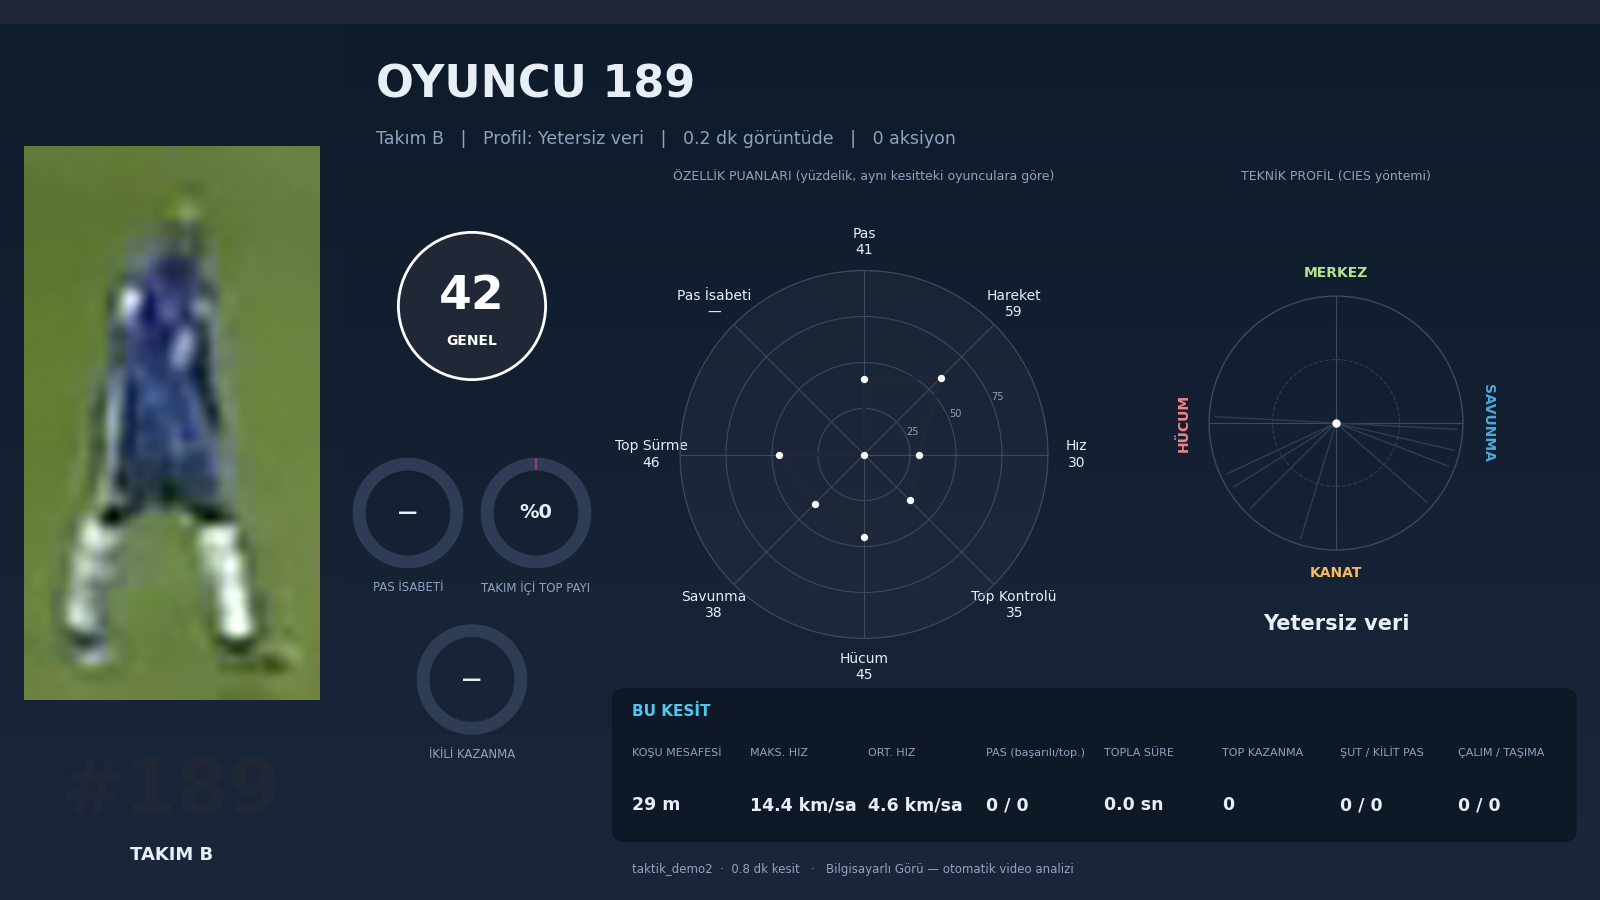 OYUNCU 189
Takım B | Profil: Yetersiz veri | 0.2 dk görüntüde | 0 aksiyon
ÖZELLİK PUANLARI (yüzdelik, aynı kesitteki oyunculara göre)
TEKNİK PROFİL (CIES yöntemi)
42
GENEL
—
PAS İSABETİ
%0
TAKIM İÇİ TOP PAYI
—
İKİLİ KAZANMA
Pas
41
Hareket
59
Hız
30
Top Kontrolü
35
Hücum
45
Savunma
38
Top Sürme
46
Pas İsabeti
—
25
50
75
MERKEZ
HÜCUM
SAVUNMA
KANAT
Yetersiz veri
#189
TAKIM B
BU KESİT
KOŞU MESAFESİ MAKS. HIZ ORT. HIZ PAS (başarılı/top.) TOPLA SÜRE TOP KAZANMA ŞUT / KİLİT PAS ÇALIM / TAŞIMA
29 m 14.4 km/sa 4.6 km/sa 0 / 0 0.0 sn 0 0 / 0 0 / 0
taktik_demo2 · 0.8 dk kesit · Bilgisayarlı Görü — otomatik video analizi